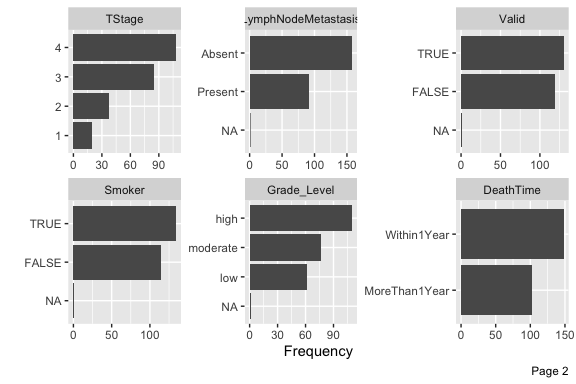 TStage
4
3
2
1
0 30 60 90
LymphNodeMetastasis
Absent
Present
NA
0 50 100 150
Valid
TRUE
FALSE
NA
0 50 100
Smoker
TRUE
FALSE
NA
0 50 100
Grade_Level
high
moderate
low
NA
0 30 60 90
DeathTime
Within1Year
MoreThan1Year
0 50 100 150
Frequency
Page 2